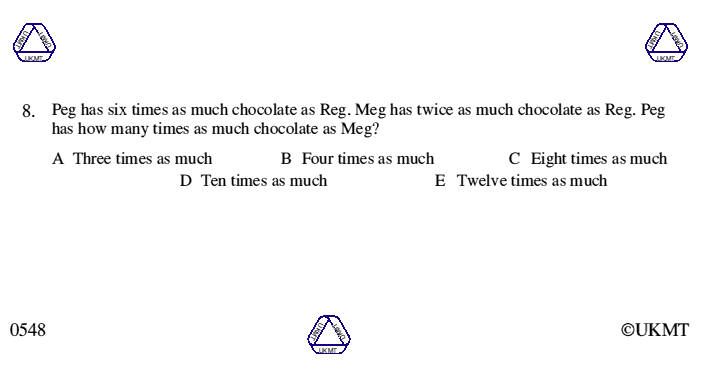 8. Peg has six times as much chocolate as Reg. Meg has twice as much chocolate as Reg. Peg
has how many times as much chocolate as Meg?
A Three times as much B Four times as much C Eight times as much
D Ten times as much E Twelve times as much
0548 UKMT ©UKMT